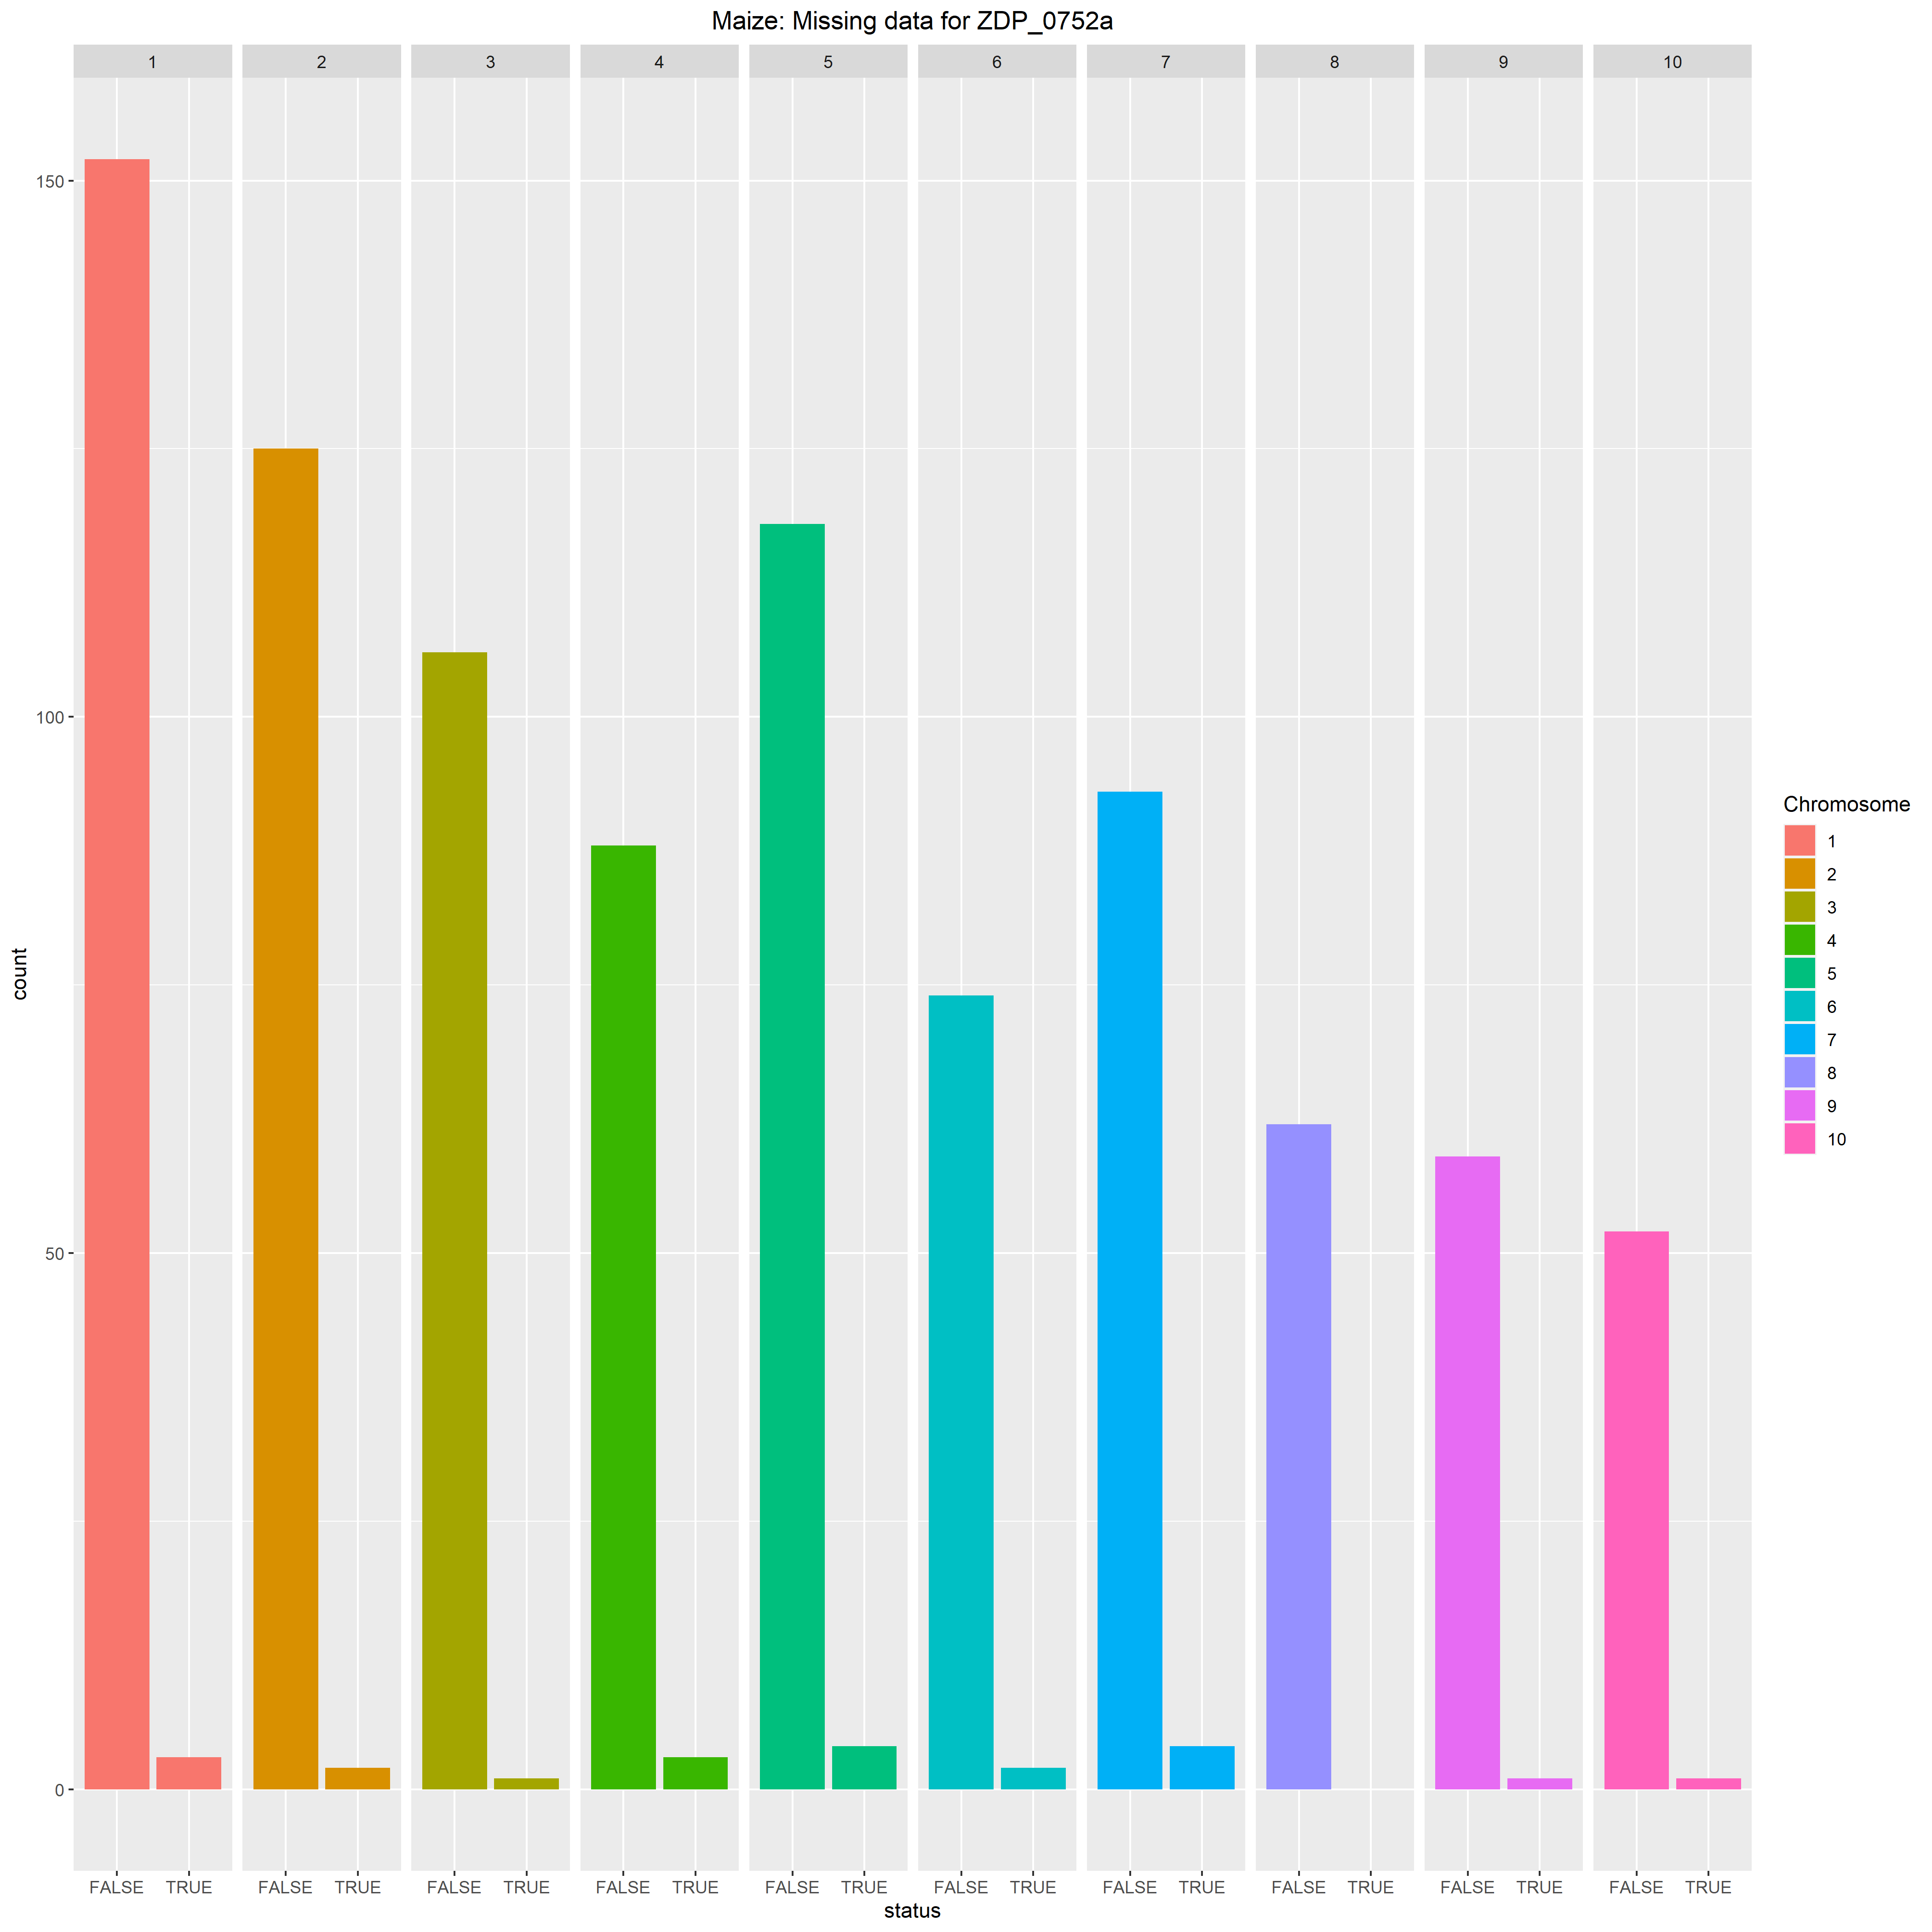 Maize: Missing data for ZDP_0752a
1 2 3 4 5 6 7 8 9 10
150
100
50
0
count
FALSE TRUE FALSE TRUE FALSE TRUE FALSE TRUE FALSE TRUE FALSE TRUE FALSE TRUE FALSE TRUE FALSE TRUE FALSE TRUE
status
Chromosome
1
2
3
4
5
6
7
8
9
10